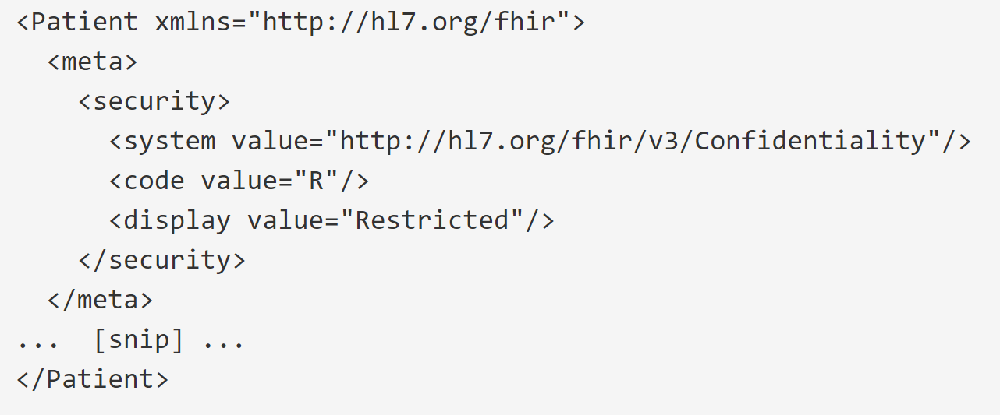 <Patient xmlns="http://hl7.org/fhir">
  <meta>
    <security>
      <system value="http://hl7.org/fhir/v3/Confidentiality"/>
      <code value="R"/>
      <display value="Restricted"/>
    </security>
  </meta>
...  [snip] ...
</Patient>